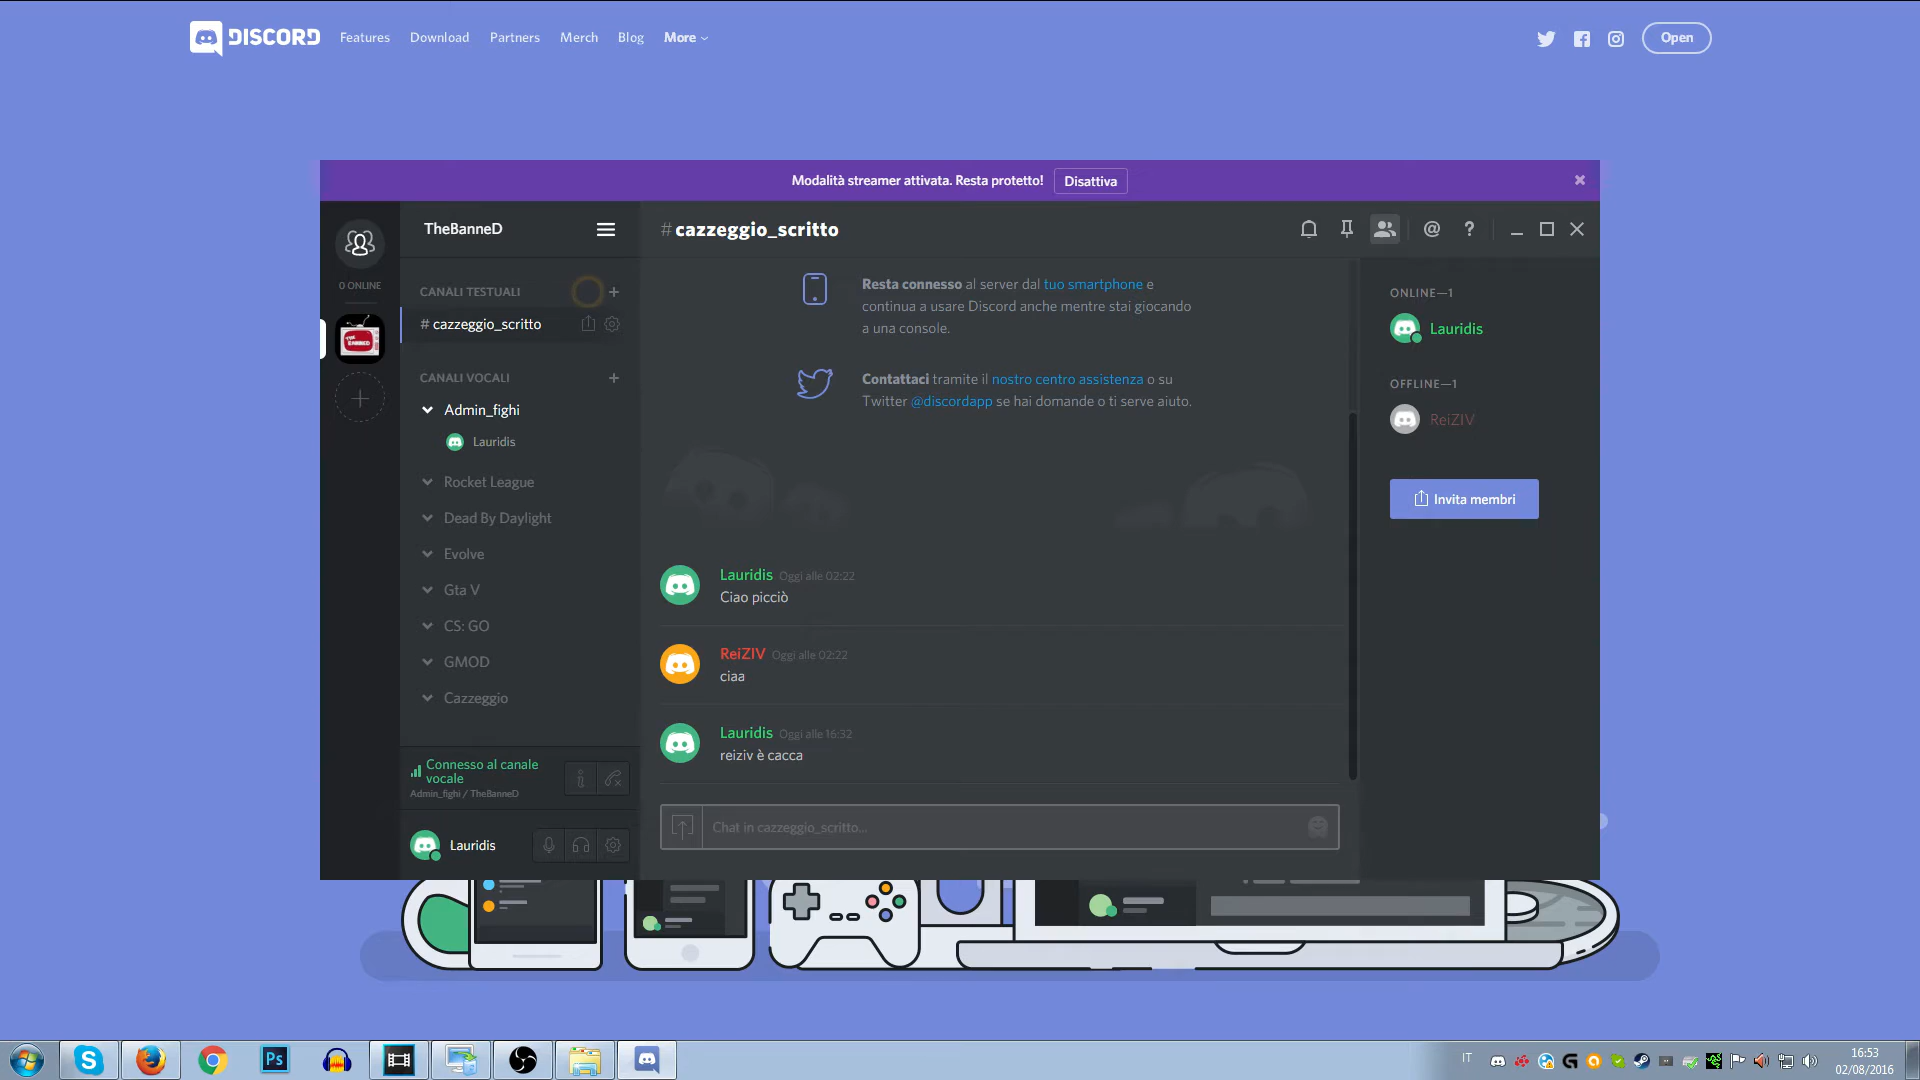 DISCORD Features Download Partners Merch Blog More Open
Modalità streamer attivata. Resta protetto! Disattiva
TheBanneD
#cazzeggio_scritto
0 ONLINE
THE BANNED
CANALI TESTUALI
# cazzeggio_scritto
CANALI VOCALI
Admin_fighi
Lauridis
Rocket League
Dead By Daylight
Evolve
Gta V
CS: GO
GMOD
Cazzeggio
Connesso al canale
vocale
Admin_fighi / TheBanneD
Lauridis
Resta connesso al server dal tuo smartphone e
continua a usare Discord anche mentre stai giocando
a una console.
Contattaci tramite il nostro centro assistenza o su
Twitter @discordapp se hai domande o ti serve aiuto.
Lauridis Oggi alle 02:22
Ciao picciò
ReiZIV Oggi alle 02:22
ciaa
Lauridis Oggi alle 16:32
reiziv è cacca
Chat in cazzeggio_scritto...
ONLINE—1
Lauridis
OFFLINE—1
ReiZIV
Invita membri
Ps
IT
16:53
02/08/2016